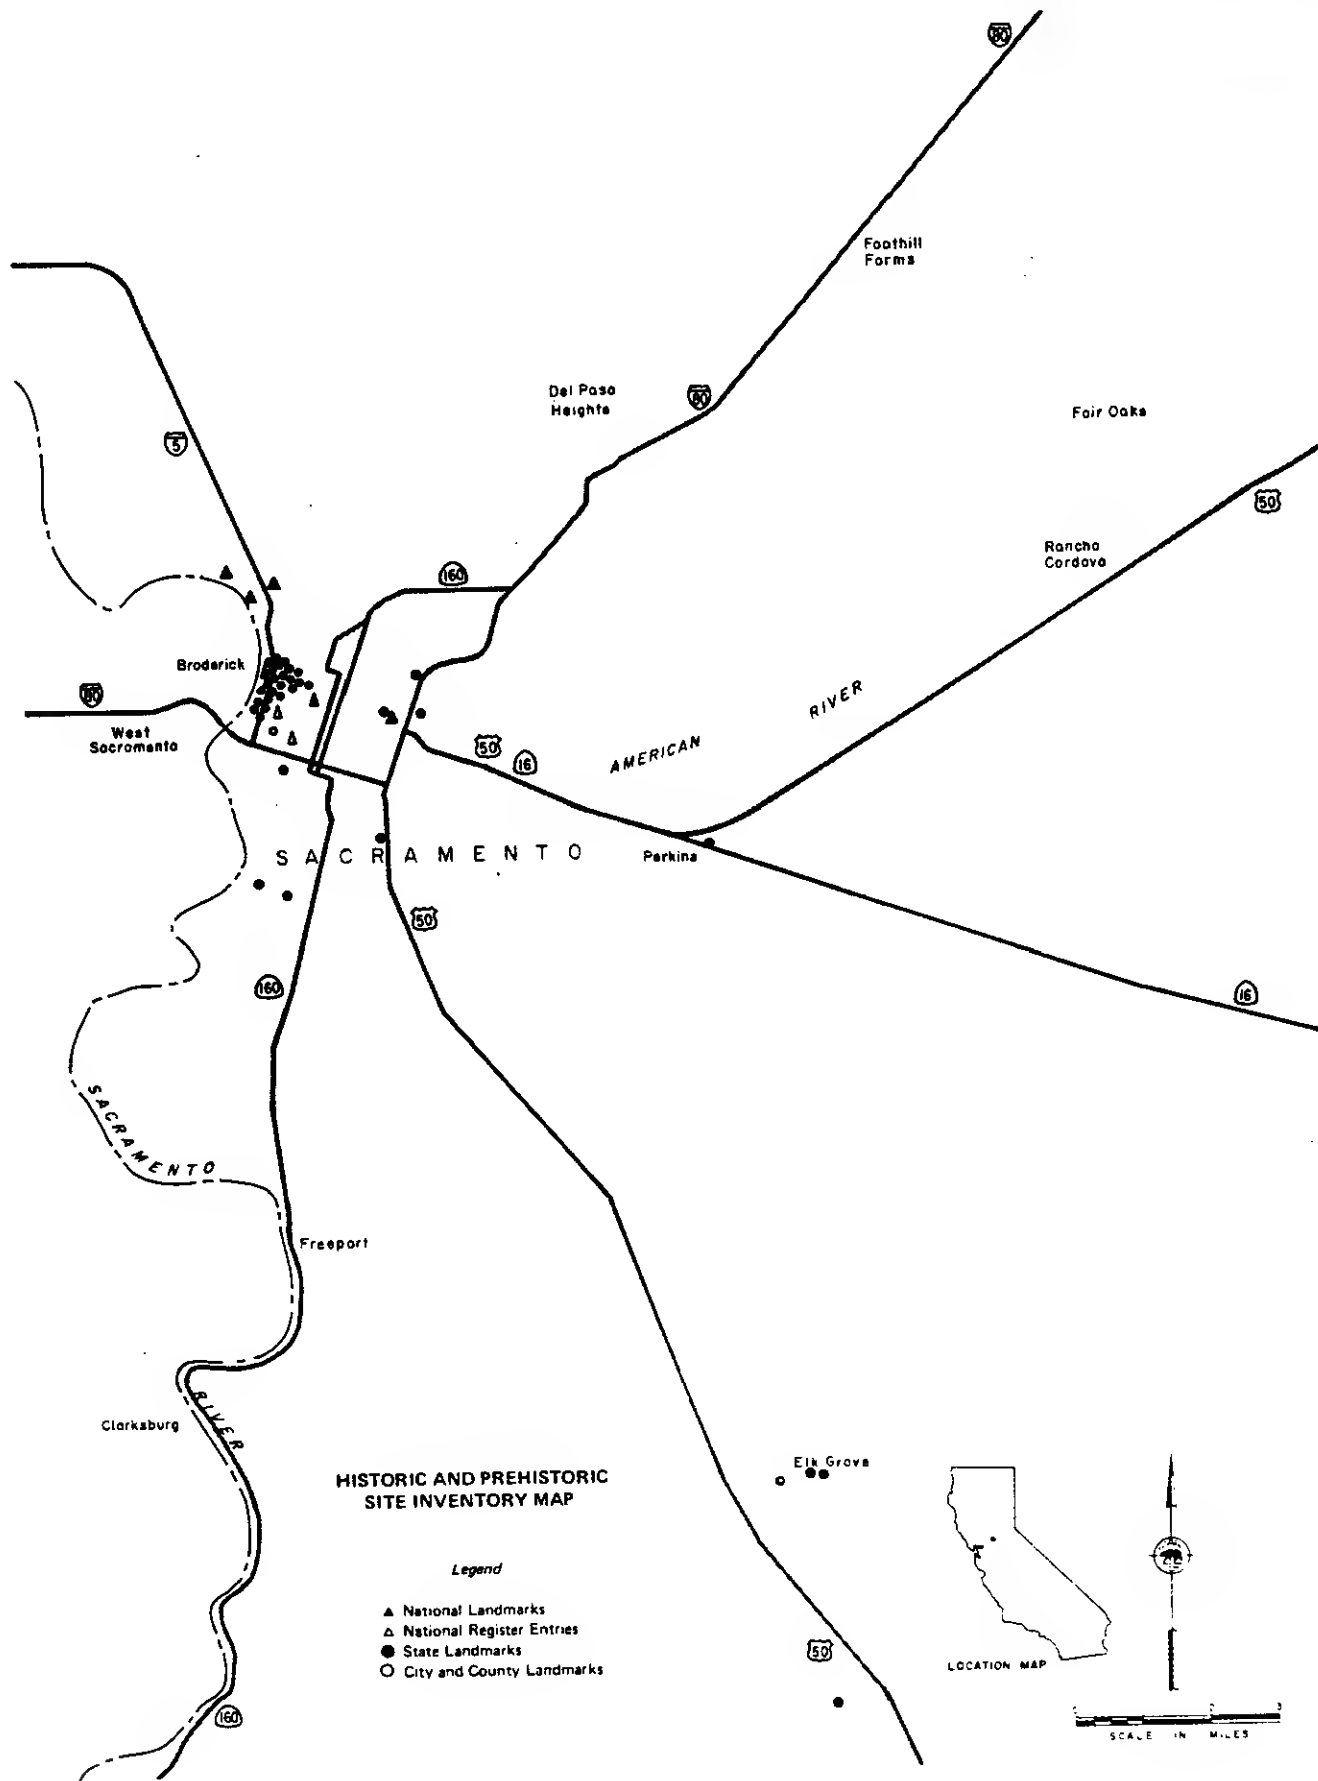 80
Foothill
Forms
5
Del Paso
Heights
80
Fair Oaks
50
Rancho
Cordova
160
Broderick
80
West
Sacramento
RIVER
AMERICAN
50
16
SACRAMENTO
Perkins
50
160
16
SACRAMENTO
Freeport
RIVER
Clarksburg
Elk Grove
HISTORIC AND PREHISTORIC
SITE INVENTORY MAP
Legend
National Landmarks
National Register Entries
State Landmarks
City and County Landmarks
50
LOCATION MAP
160
3
SCALE IN MILES